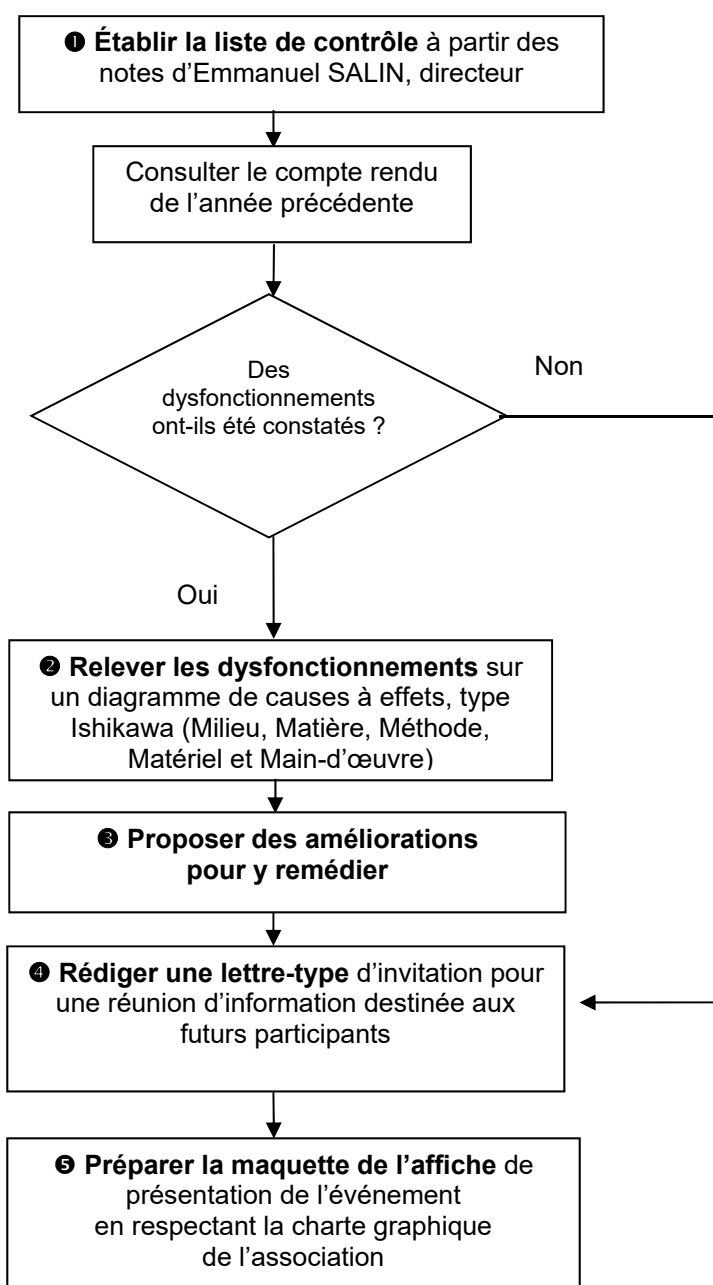 ❶ Établir la liste de contrôle à partir des
notes d’Emmanuel SALIN, directeur
Consulter le compte rendu
de l’année précédente
Des
dysfonctionnements
ont-ils été constatés ?
Non
Oui
❷ Relever les dysfonctionnements sur
un diagramme de causes à effets, type
Ishikawa (Milieu, Matière, Méthode,
Matériel et Main-d’œuvre)
❸ Proposer des améliorations
pour y remédier
❹ Rédiger une lettre-type d’invitation pour
une réunion d’information destinée aux
futurs participants
❺ Préparer la maquette de l’affiche de
présentation de l’événement
en respectant la charte graphique
de l’association